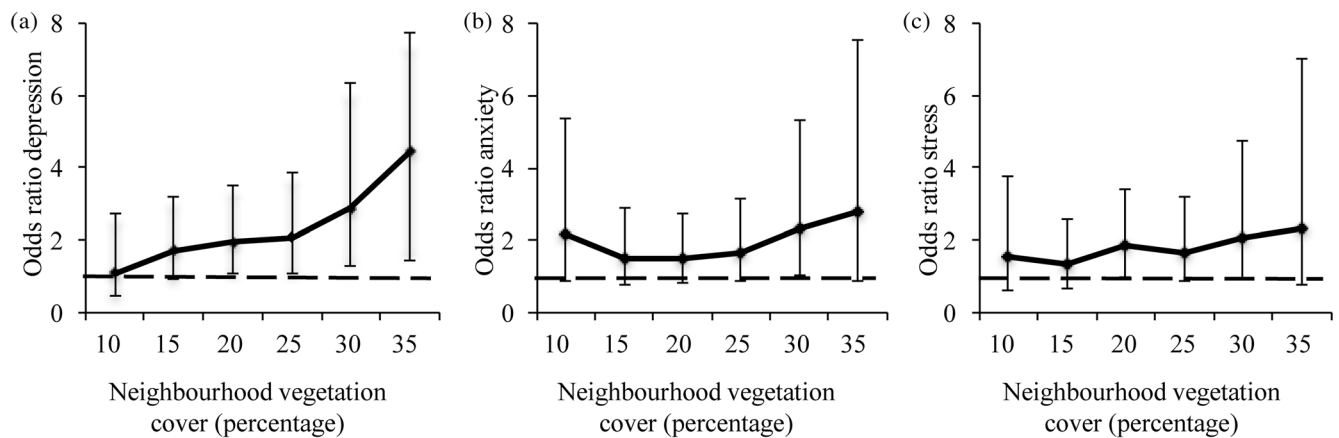 (a)
Odds ratio depression
8
6
4
2
0
10 15 20 25 30 35
Neighbourhood vegetation
cover (percentage)
(b)
Odds ratio anxiety
8
6
4
2
0
10 15 20 25 30 35
Neighbourhood vegetation
cover (percentage)
(c)
Odds ratio stress
8
6
4
2
0
10 15 20 25 30 35
Neighbourhood vegetation
cover (percentage)